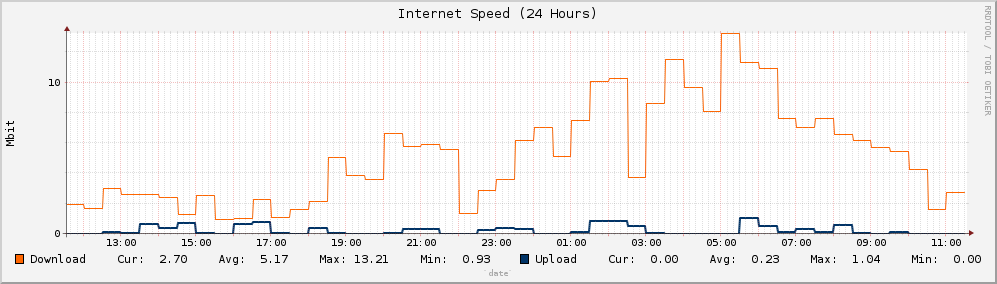 Internet Speed (24 Hours)
RRDTOOL / TOBI OETIKER
Mbit
10
0
13:00 15:00 17:00 19:00 21:00 23:00 01:00 03:00 05:00 07:00 09:00 11:00
Download Cur: 2.70 Avg: 5.17 Max: 13.21 Min: 0.93 Upload Cur: 0.00 Avg: 0.23 Max: 1.04 Min: 0.00
`date`